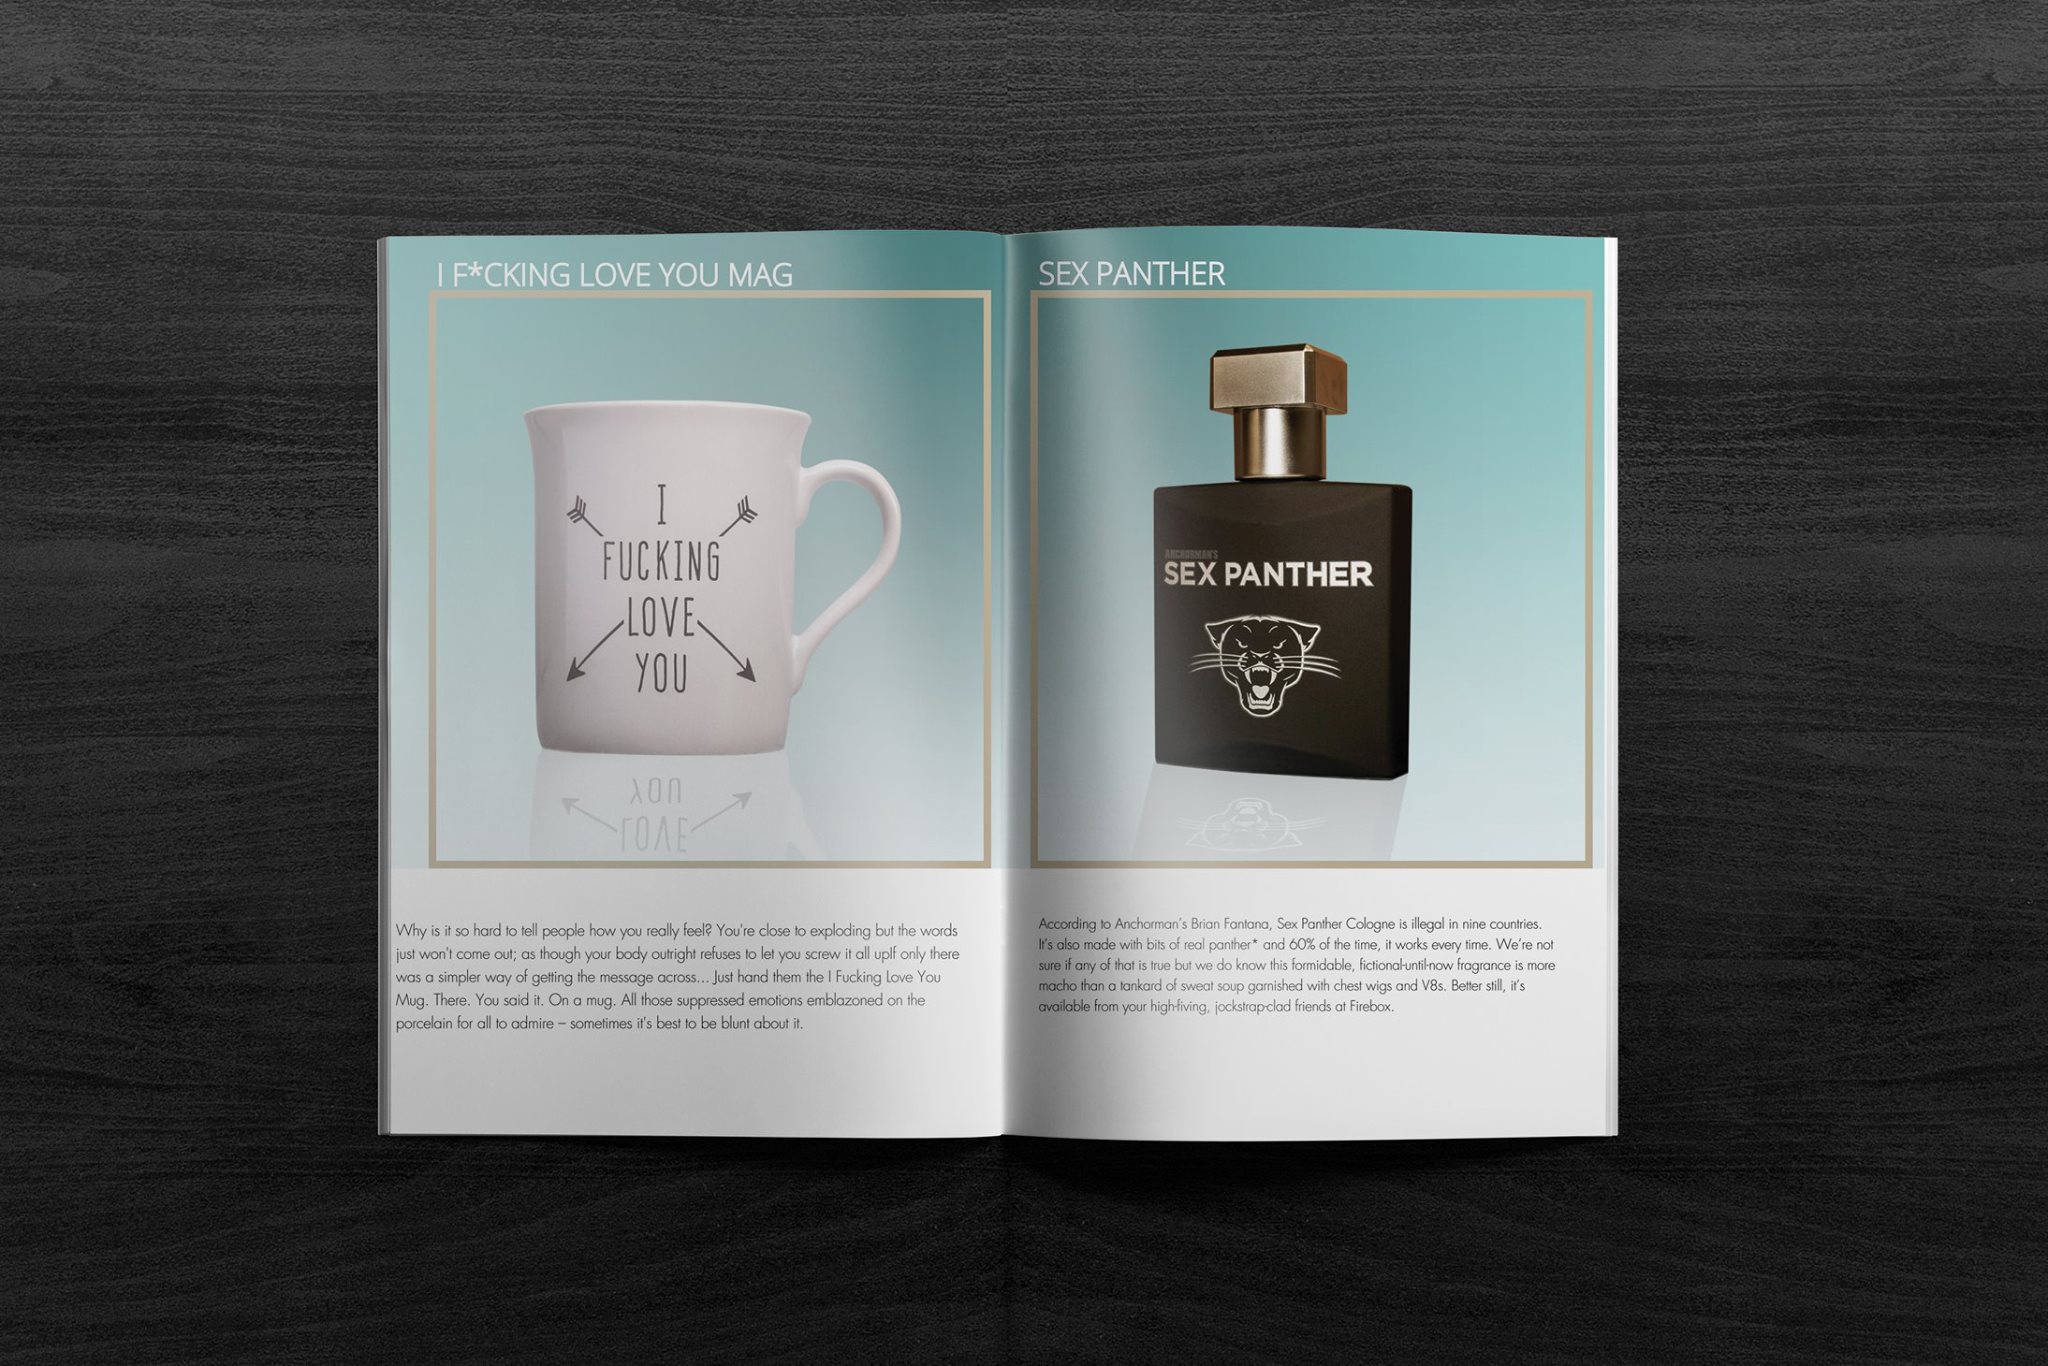 I F*CKING LOVE YOU MAG
I
FUCKING
LOVE
YOU
YOU
LOVE
Why is it so hard to tell people how you really feel? You're close to exploding but the words
just won't come out; as though your body outright refuses to let you screw it all upIf only there
was a simpler way of getting the message across... Just hand them the I Fucking Love You
Mug. There. You said it. On a mug. All those suppressed emotions emblazoned on the
porcelain for all to admire – sometimes it's best to be blunt about it.
SEX PANTHER
ANCHORMAN'S
SEX PANTHER
According to Anchorman's Brian Fantana, Sex Panther Cologne is illegal in nine countries.
It's also made with bits of real panther* and 60% of the time, it works every time. We're not
sure if any of that is true but we do know this formidable, fictional-until-now fragrance is more
macho than a tankard of sweat soup garnished with chest wigs and V8s. Better still, it's
available from your high-fiving, jockstrap-clad friends at Firebox.